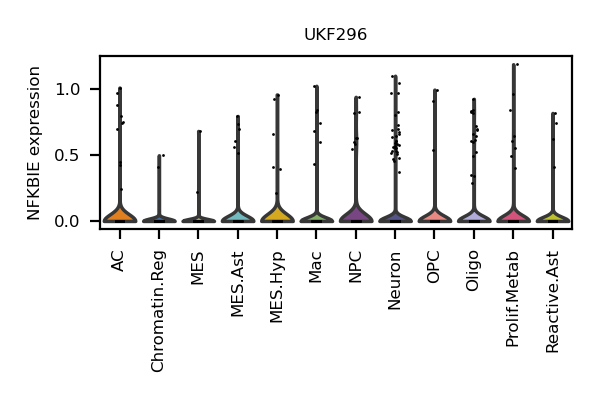 UKF296
NFKBIE expression
1.0
0.5
0.0
AC
Chromatin.Reg
MES
MES.Ast
MES.Hyp
Mac
NPC
Neuron
OPC
Oligo
Prolif.Metab
Reactive.Ast